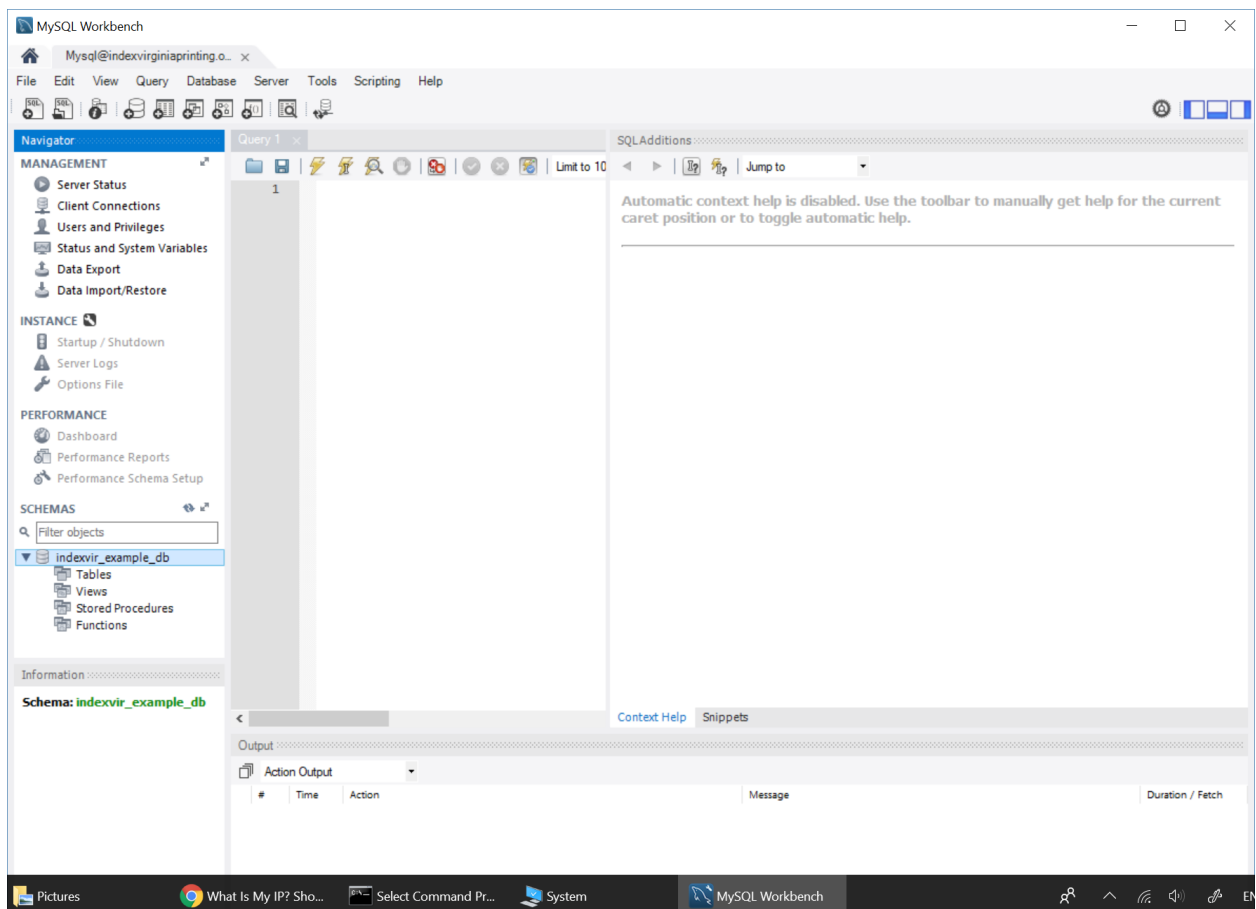 MySQL Workbench
Mysql@indexvirginiaprinting.o...
File Edit View Query Database Server Tools Scripting Help
Navigator
MANAGEMENT
Server Status
Client Connections
Users and Privileges
Status and System Variables
Data Export
Data Import/Restore
INSTANCE
Startup / Shutdown
Server Logs
Options File
PERFORMANCE
Dashboard
Performance Reports
Performance Schema Setup
SCHEMAS
Filter objects
indexvir_example_db
Tables
Views
Stored Procedures
Functions
Information
Schema: indexvir_example_db
Query 1
Limit to 10
1
SQLAdditions
Jump to
Automatic context help is disabled. Use the toolbar to manually get help for the current
caret position or to toggle automatic help.
Context Help Snippets
Output
Action Output
# Time Action Message Duration / Fetch
Pictures What Is My IP? Sho... Select Command Pr... System MySQL Workbench EN